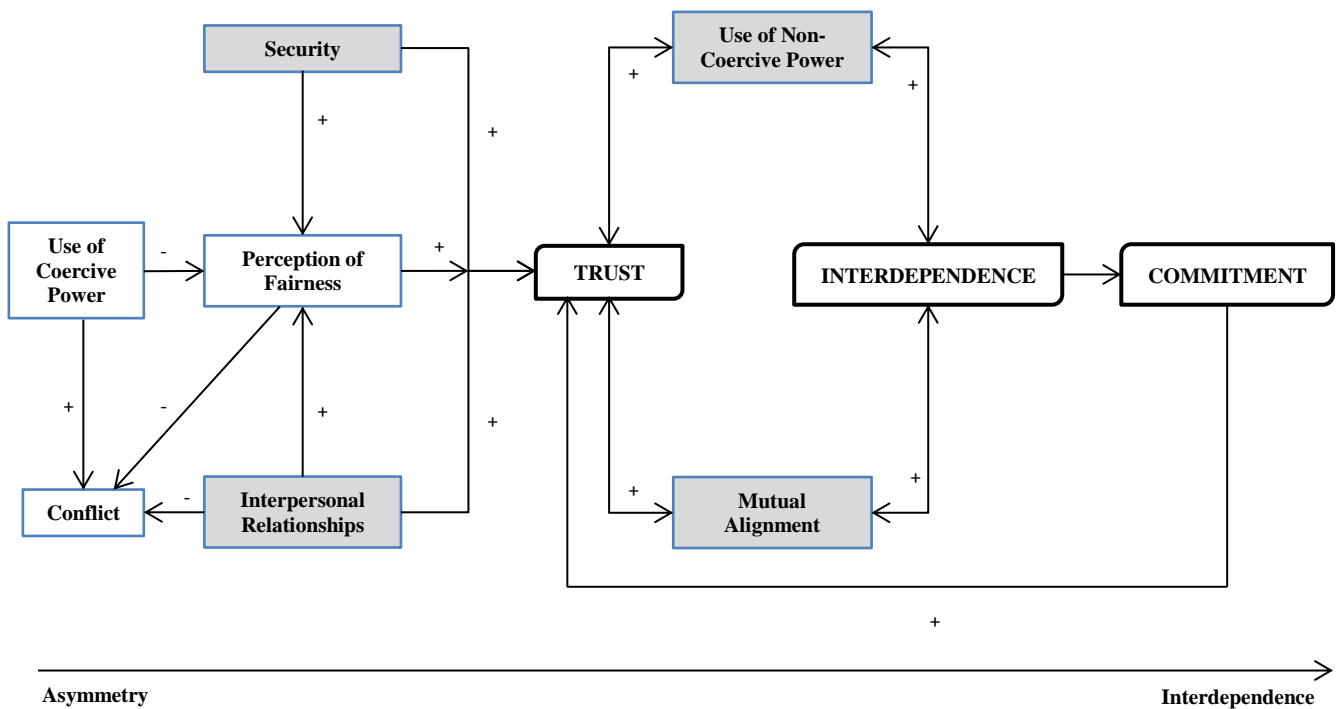 Security
Use of Non-
Coercive Power
+
+
+
+
Use of
Coercive
Power
-
Perception of
Fairness
+
TRUST
INTERDEPENDENCE
COMMITMENT
+
-
+
+
Conflict
-
Interpersonal
Relationships
+
Mutual
Alignment
+
+
Asymmetry
Interdependence